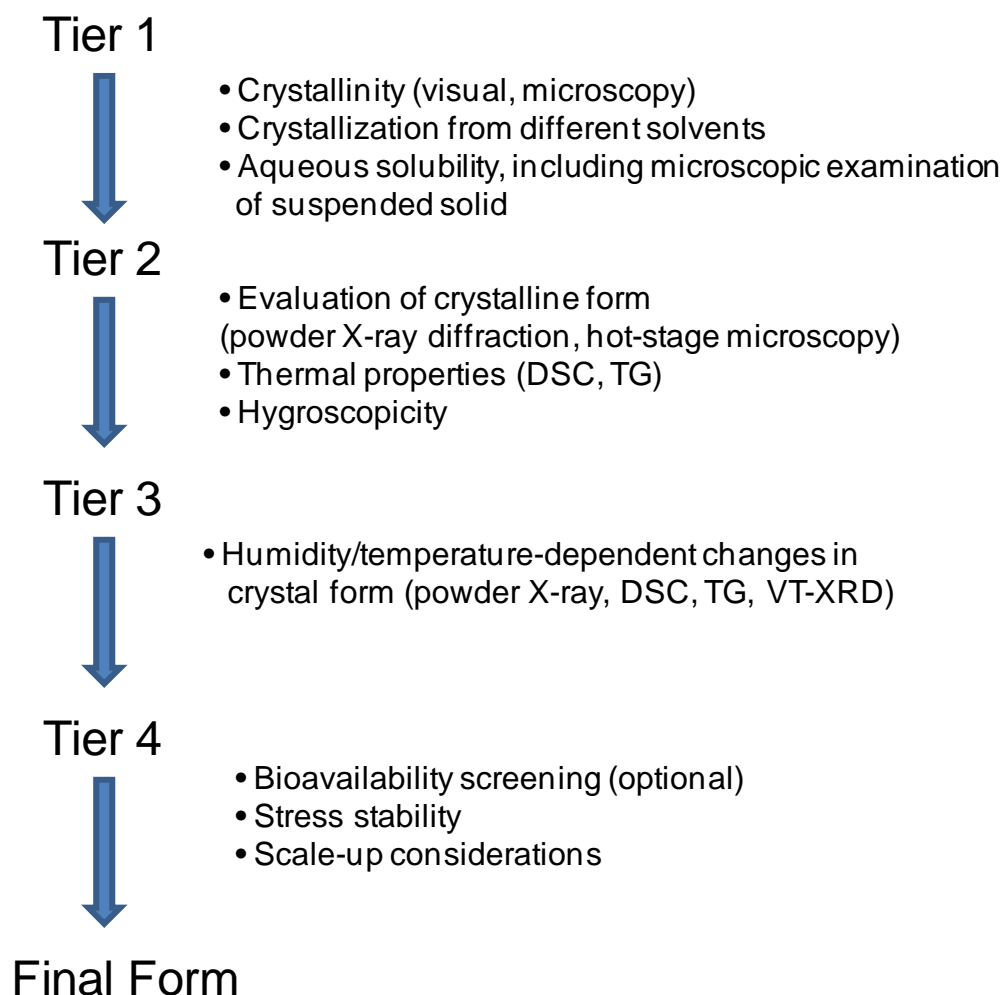 Tier 1
• Crystallinity (visual, microscopy)
• Crystallization from different solvents
• Aqueous solubility, including microscopic examination
of suspended solid
Tier 2
• Evaluation of crystalline form
(powder X-ray diffraction, hot-stage microscopy)
• Thermal properties (DSC, TG)
• Hygroscopicity
Tier 3
• Humidity/temperature-dependent changes in
crystal form (powder X-ray, DSC, TG, VT-XRD)
Tier 4
• Bioavailability screening (optional)
• Stress stability
• Scale-up considerations
Final Form